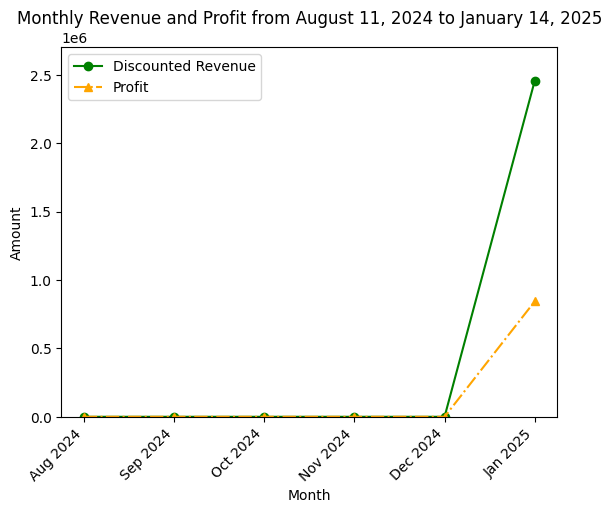 Monthly Revenue and Profit from August 11, 2024 to January 14, 2025
1e6
Discounted Revenue
Profit
2.5
2.0
1.5
1.0
0.5
0.0
Amount
Aug 2024
Sep 2024
Oct 2024
Nov 2024
Dec 2024
Jan 2025
Month